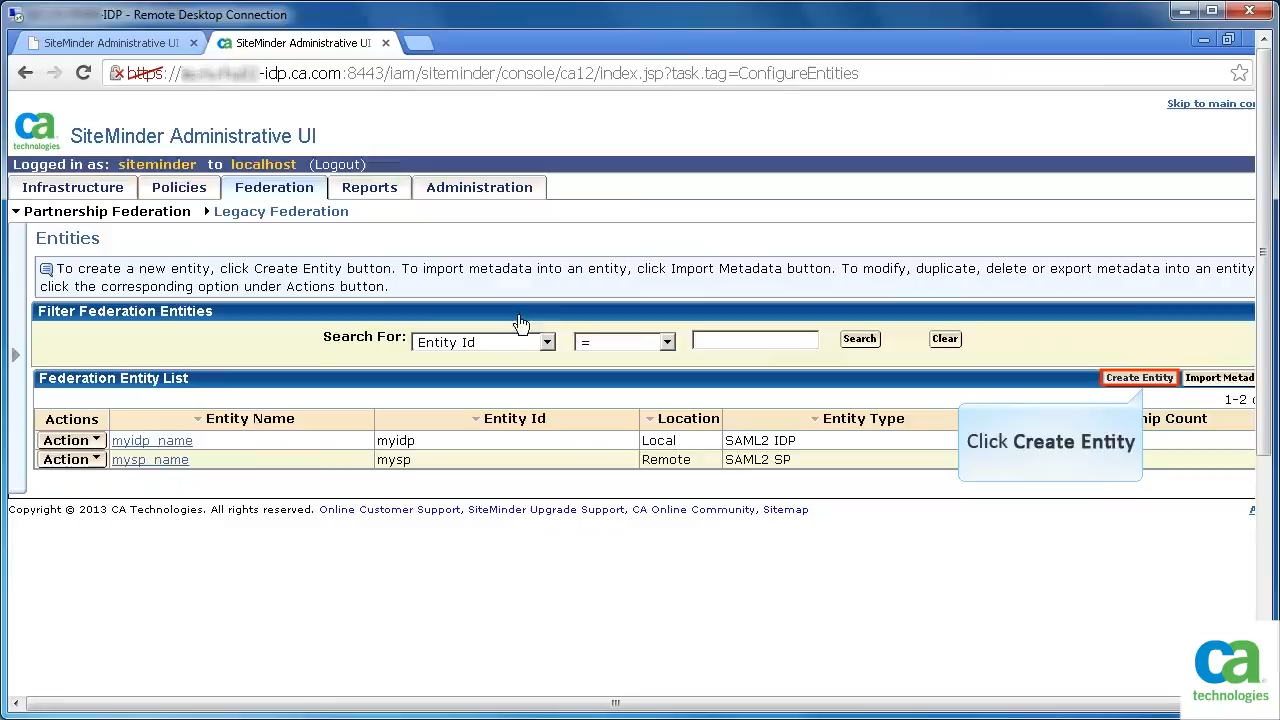 -IDP - Remote Desktop Connection
SiteMinder Administrative UI
SiteMinder Administrative UI
https://
-idp.ca.com:8443/iam/siteminder/console/ca12/index.jsp?task.tag=ConfigureEntities
Skip to main co
ca technologies SiteMinder Administrative UI
Logged in as: siteminder to localhost (Logout)
Infrastructure Policies Federation Reports Administration
Partnership Federation Legacy Federation
Entities
To create a new entity, click Create Entity button. To import metadata into an entity, click Import Metadata button. To modify, duplicate, delete or export metadata into an entity
click the corresponding option under Actions button.
Filter Federation Entities
Search For: Entity Id = Search Clear
Federation Entity List Create Entity Import Metad
1-2
Actions Entity Name Entity Id Location Entity Type Count
Action myidp_name myidp Local SAML2 IDP
Action mysp_name mysp Remote SAML2 SP
Click Create Entity
Copyright © 2013 CA Technologies. All rights reserved. Online Customer Support, SiteMinder Upgrade Support, CA Online Community, Sitemap
ca
technologies